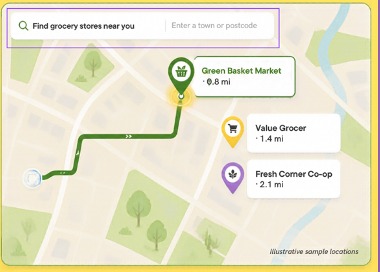 Find grocery stores near you
Enter a town or postcode
Green Basket Market
· 0.8 mi
Value Grocer
· 1.4 mi
Fresh Corner Co-op
· 2.1 mi
illustrative sample locations